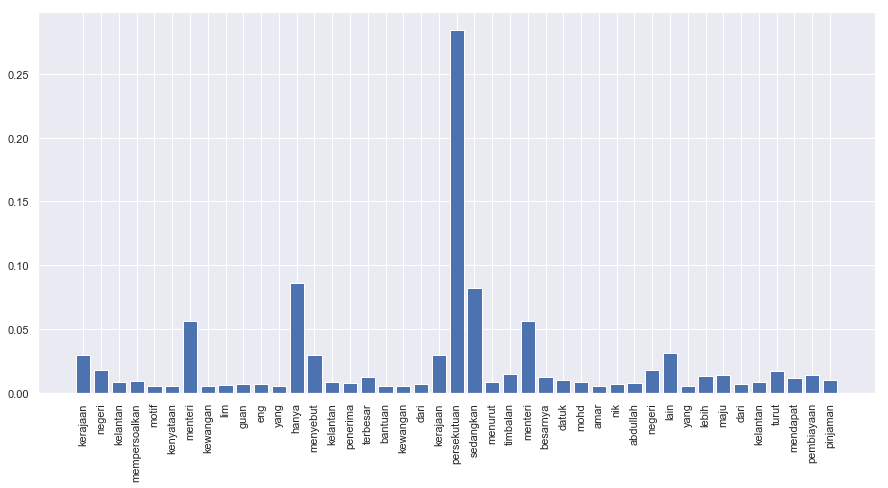 0.25
0.20
0.15
0.10
0.05
0.00
kerajaan
negeri
kelantan
mempersoalkan
motif
kenyataan
menteri
kewangan
lim
guan
eng
yang
hanya
menyebut
kelantan
penerima
terbesar
bantuan
kewangan
dari
kerajaan
persekutuan
sedangkan
menurut
timbalan
menteri
besarnya
datuk
mohd
amar
nik
abdullah
negeri
lain
yang
lebih
maju
dari
kelantan
turut
mendapat
pembiayaan
pinjaman